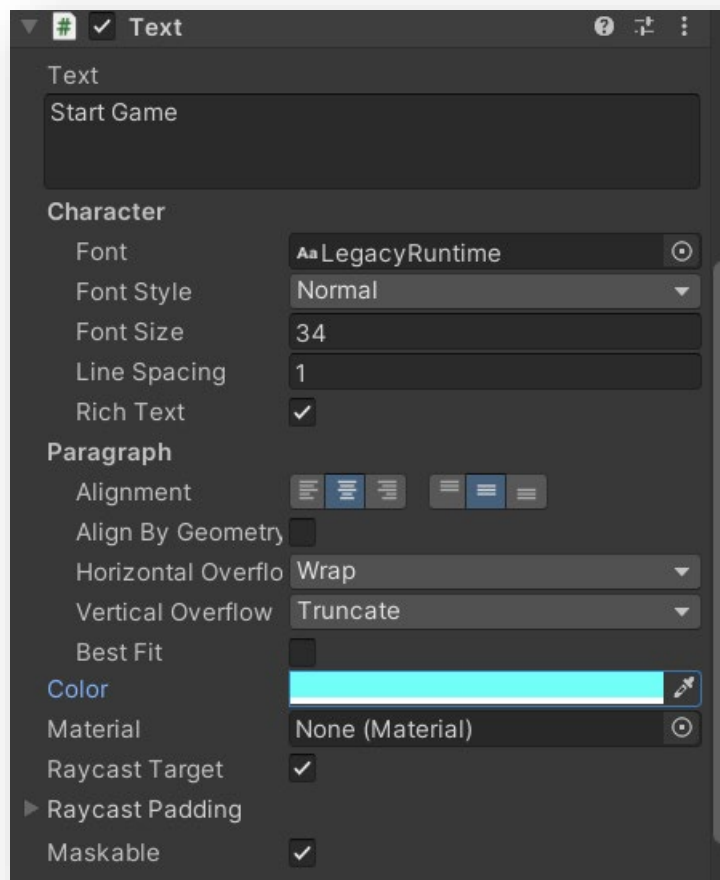 Text
Text
Start Game
Character
Font Aa LegacyRuntime
Font Style Normal
Font Size 34
Line Spacing 1
Rich Text
Paragraph
Alignment
Align By Geometry
Horizontal Overflo Wrap
Vertical Overflow Truncate
Best Fit
Color
Material None (Material)
Raycast Target
Raycast Padding
Maskable